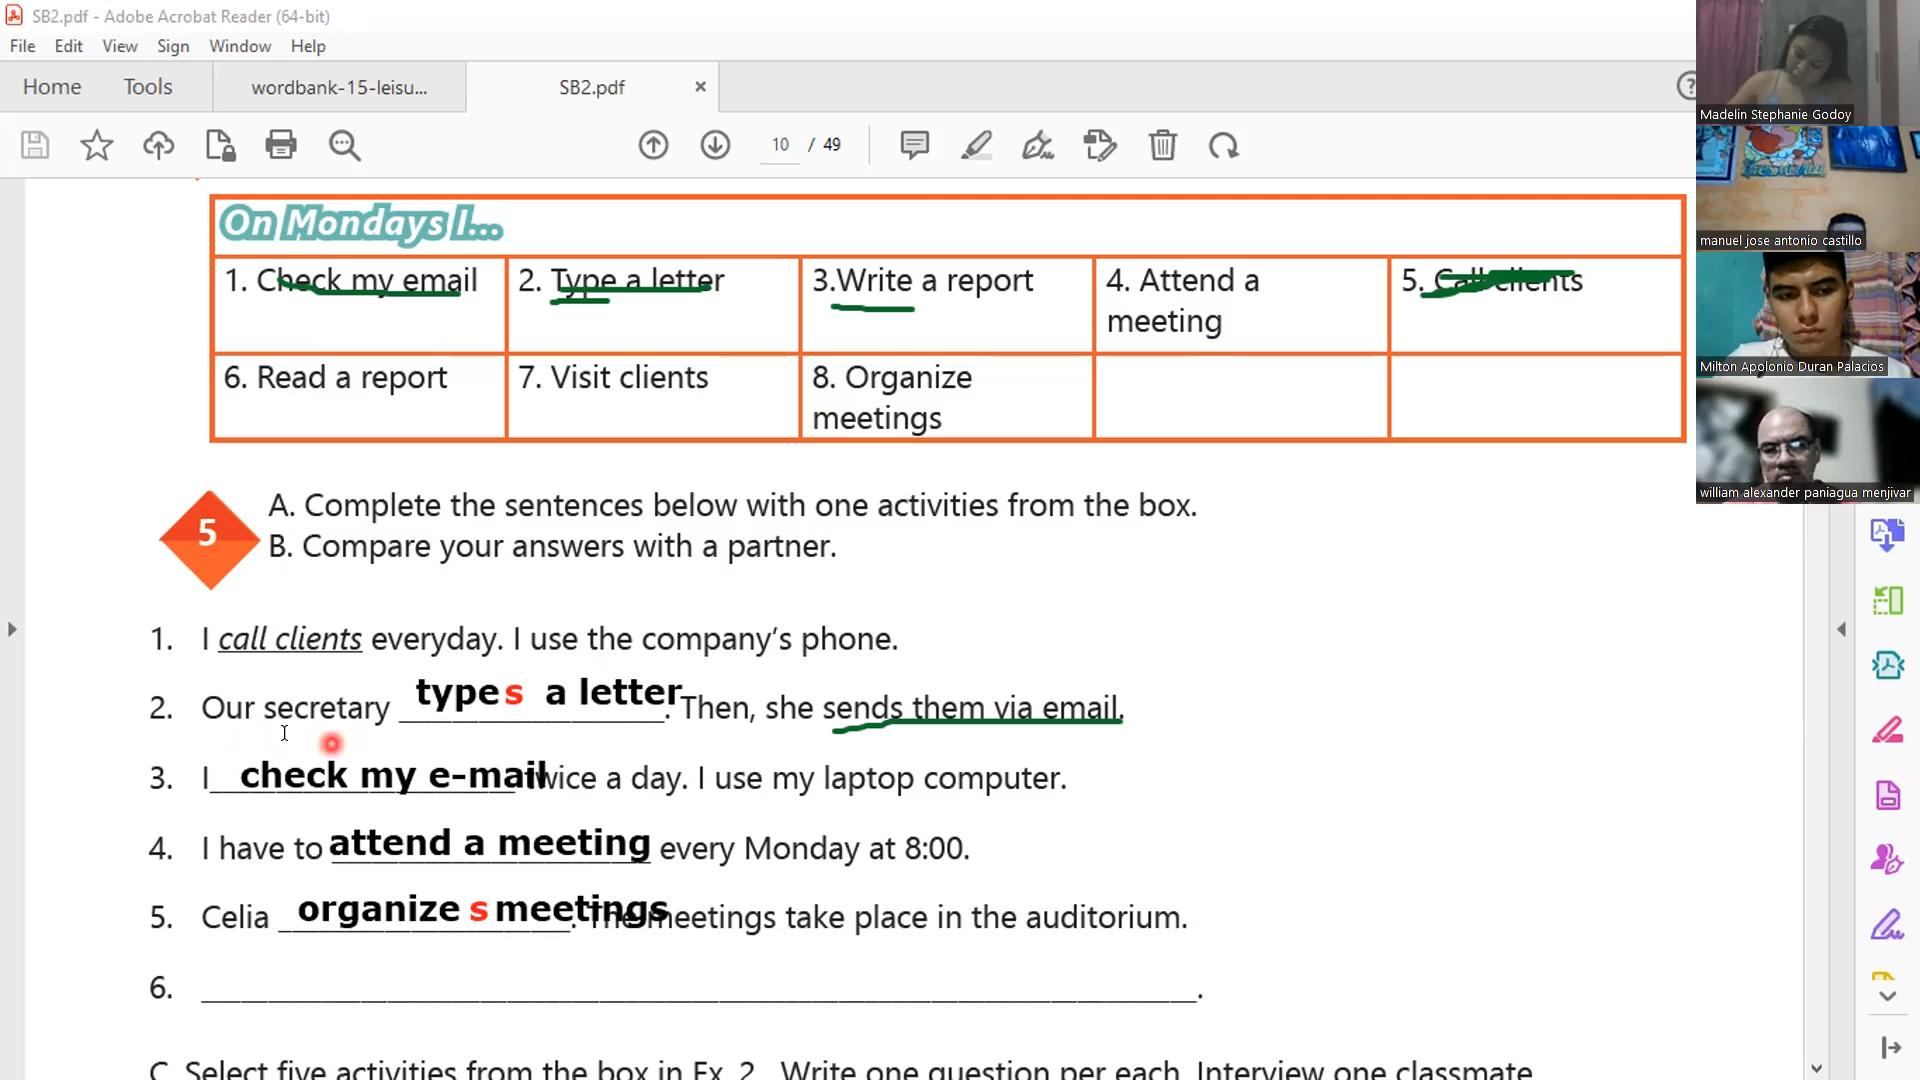 SB2.pdf - Adobe Acrobat Reader (64-bit)
File Edit View Sign Window Help
Home Tools wordbank-15-leisu... SB2.pdf ×
10 / 49
On Mondays I...
1. Check my email
2. Type a letter
3.Write a report
4. Attend a meeting
5. Call clients
6. Read a report
7. Visit clients
8. Organize meetings
5
A. Complete the sentences below with one activities from the box.
B. Compare your answers with a partner.
1. I call clients everyday. I use the company's phone.
2. Our secretary types a letter. Then, she sends them via email.
3. I check my e-mail twice a day. I use my laptop computer.
4. I have to attend a meeting every Monday at 8:00.
5. Celia organize s meetings. The meetings take place in the auditorium.
6. ______________________________.
C. Select five activities from the box in Ex. 2. Write one question per each. Interview one classmate
Madelin Stephanie Godoy
manuel jose antonio castillo
Milton Apolonio Duran Palacios
william alexander paniagua menjivar